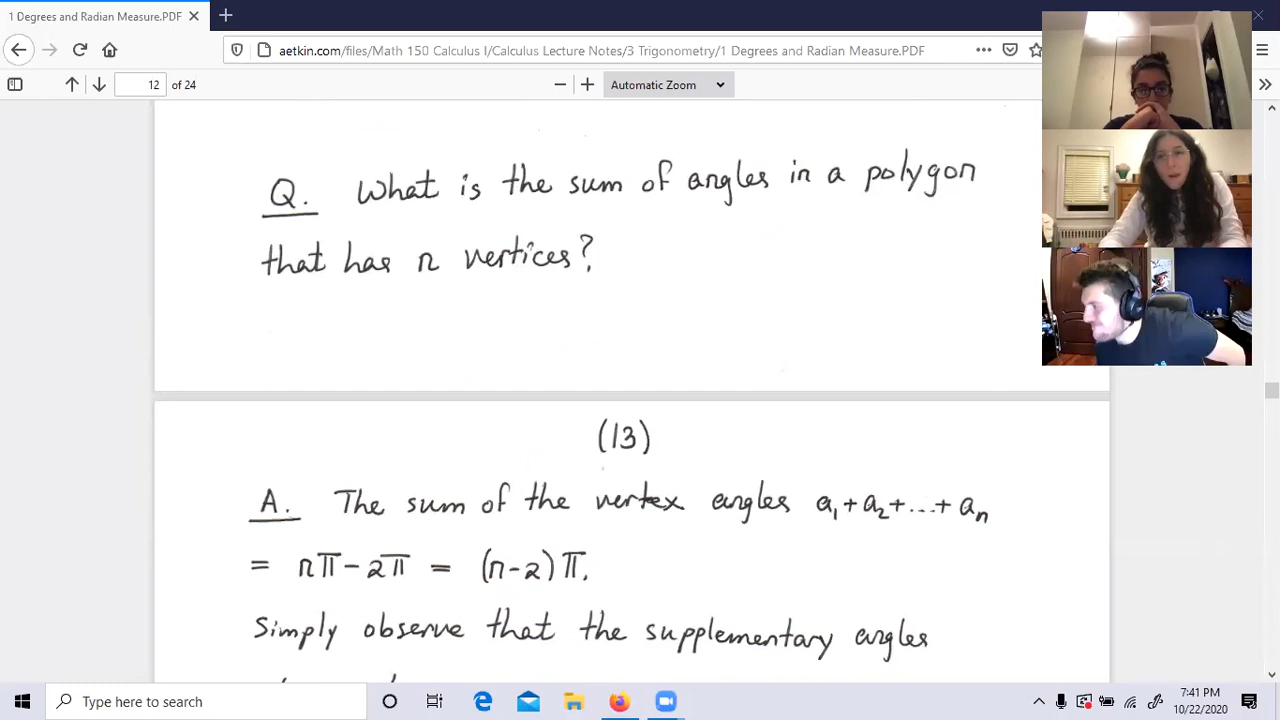 1 Degrees and Radian Measure.PDF
aetkin.com/files/Math 150 Calculus I/Calculus Lecture Notes/3 Trigonometry/1 Degrees and Radian Measure.PDF
12 of 24
Automatic Zoom
Q. What is the sum of angles in a polygon
that has n vertices?
(13)
A. The sum of the vertex angles a₁+a₂+...+aₙ
= nπ-2π = (n-2)π.
Simply observe that the supplementary angles
Type here to search
7:41 PM
10/22/2020